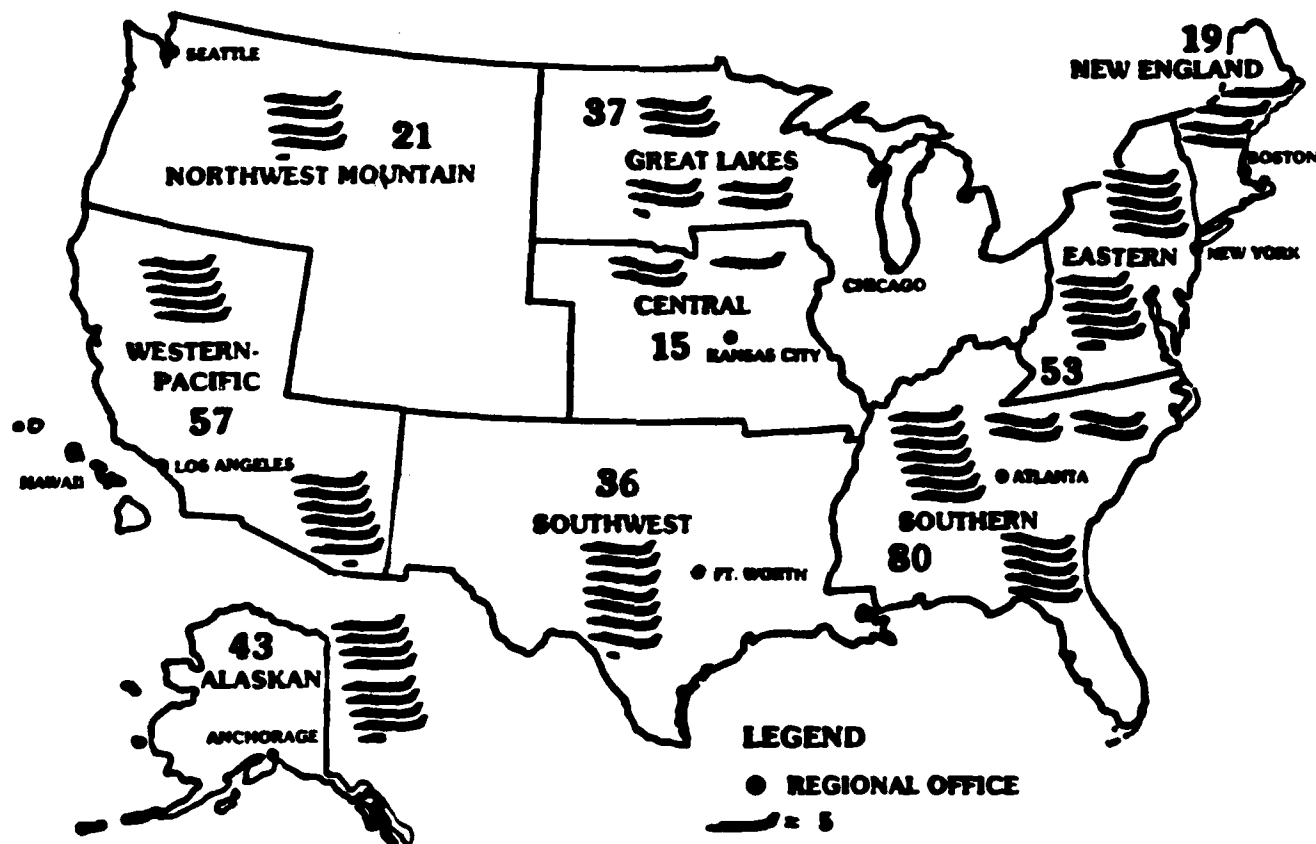 SEATTLE
21
NORTHWEST MOUNTAIN
37
GREAT LAKES
19
NEW ENGLAND
BOSTON
EASTERN
NEW YORK
53
CHICAGO
CENTRAL
15
KANSAS CITY
WESTERN-
PACIFIC
57
LOS ANGELES
HAWAII
36
SOUTHWEST
FT. WORTH
ATLANTA
SOUTHERN
80
43
ALASKAN
ANCHORAGE
LEGEND
REGIONAL OFFICE
= 5